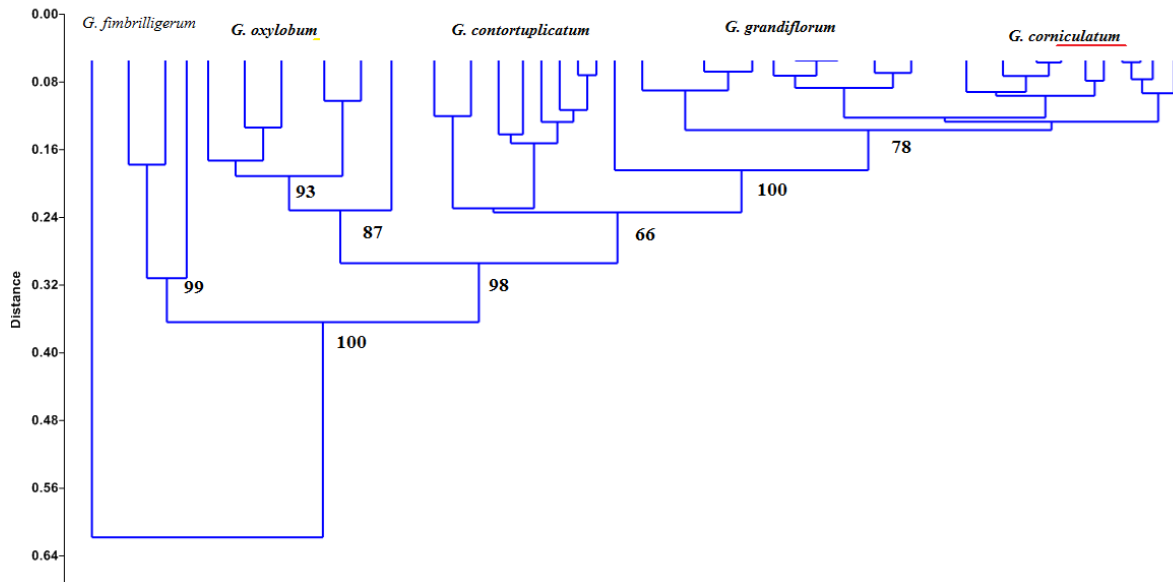 G. fimbrilligerum
G. oxylobum
G. contortuplicatum
G. grandiflorum
G. corniculatum
0.00
0.08
0.16
0.24
0.32
0.40
0.48
0.56
0.64
Distance
93
87
99
98
100
66
100
78